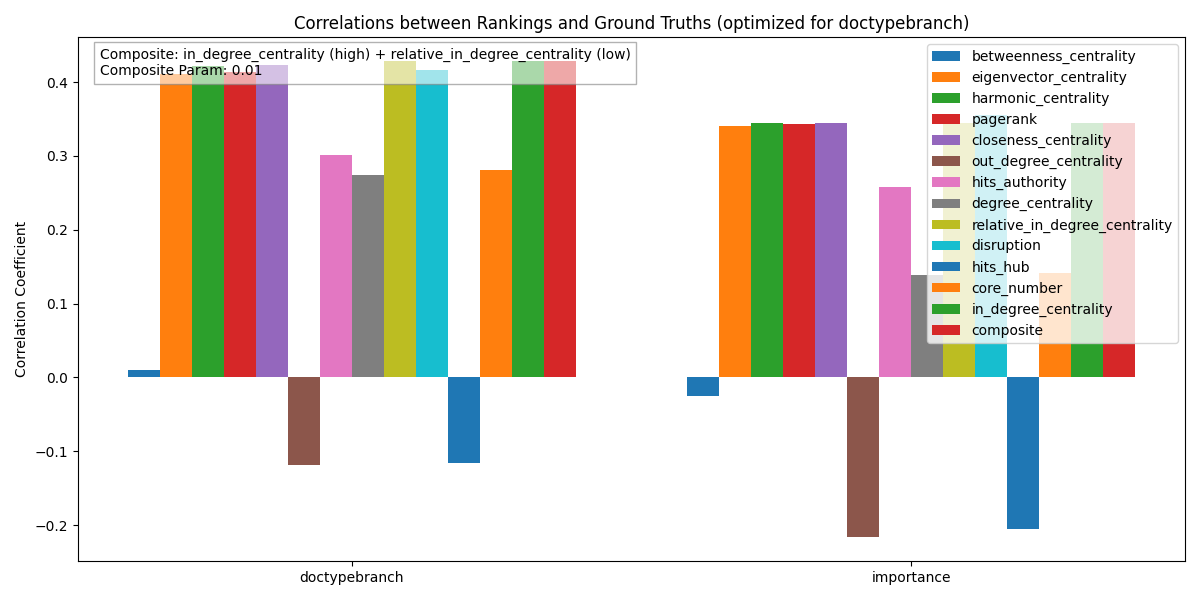 Correlations between Rankings and Ground Truths (optimized for doctypebranch)
Composite: in_degree_centrality (high) + relative_in_degree_centrality (low)
Composite Param: 0.01
betweenness_centrality
eigenvector_centrality
harmonic_centrality
pagerank
closeness_centrality
out_degree_centrality
hits_authority
degree_centrality
relative_in_degree_centrality
disruption
hits_hub
core_number
in_degree_centrality
composite
Correlation Coefficient
0.4
0.3
0.2
0.1
0.0
−0.1
−0.2
doctypebranch
importance